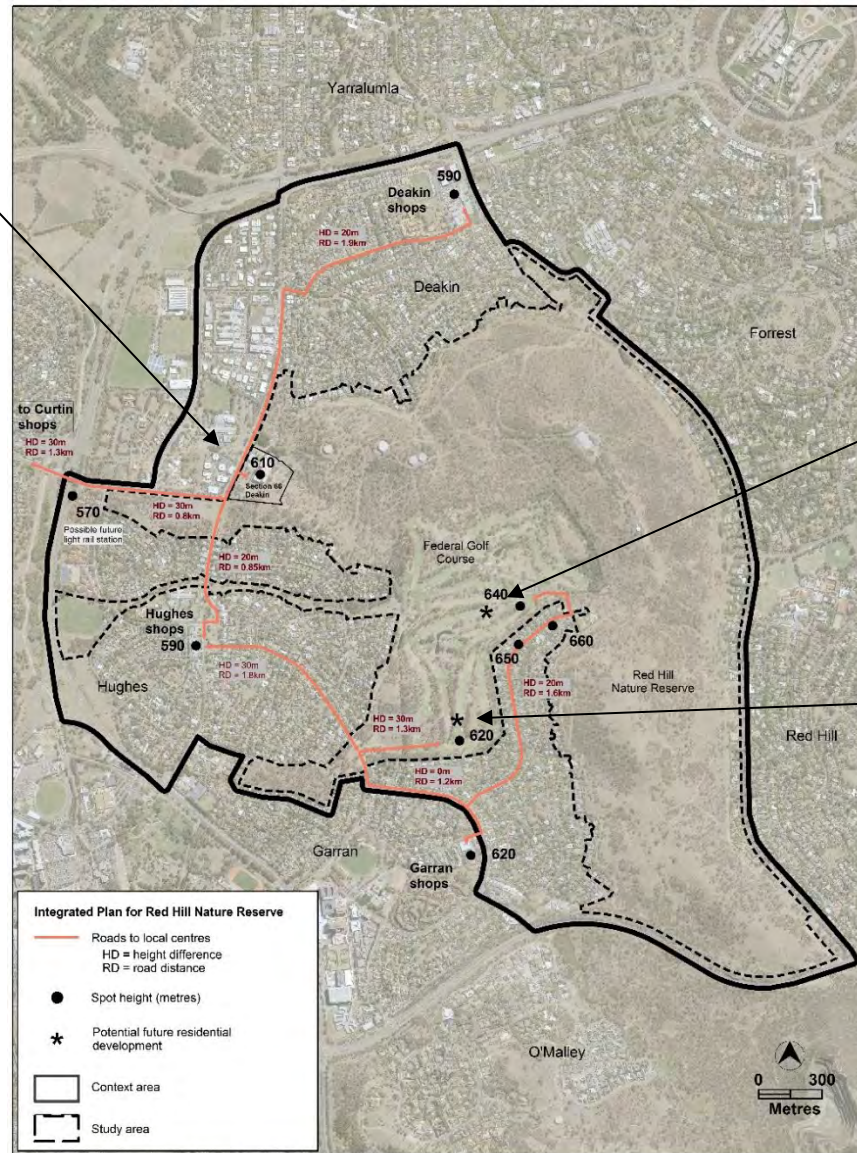 Yarralumla
590
Deakin
shops
HD = 20m
RD = 1.9km
Deakin
Forrest
to Curtin
shops
HD = 30m
RD = 1.3km
610
Section 66
Deakin
570
HD = 30m
RD = 0.8km
Possible future
light rail station
HD = 20m
RD = 0.85km
Federal Golf
Course
640
Hughes
shops
590
660
650
HD = 30m
RD = 1.8km
Hughes
HD = 20m
RD = 1.6km
Red Hill
Nature Reserve
HD = 30m
RD = 1.3km
620
Red Hill
HD = 0m
RD = 1.2km
Garran
620
Garran
shops
Integrated Plan for Red Hill Nature Reserve
Roads to local centres
HD = height difference
RD = road distance
Spot height (metres)
Potential future residential
development
Context area
Study area
O'Malley
0 300
Metres